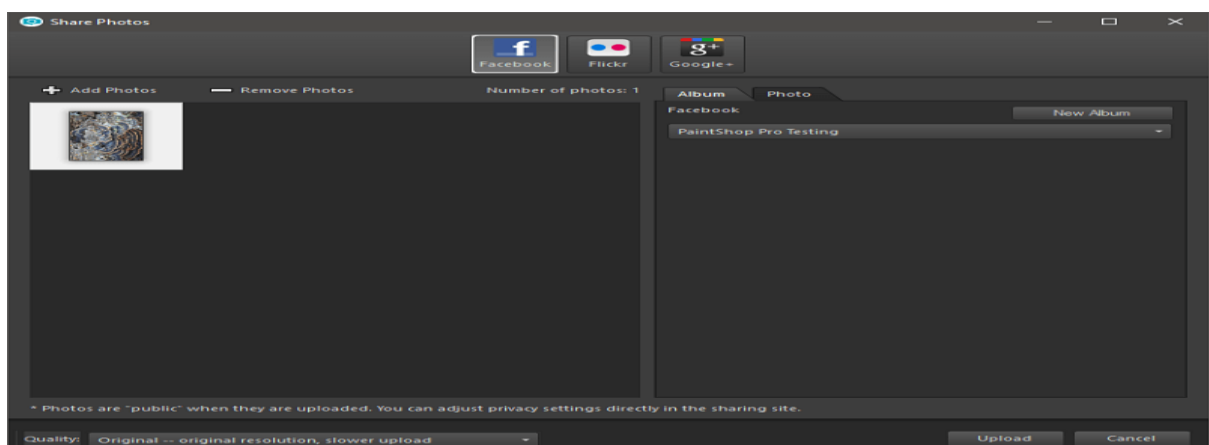 Share Photos
f
Facebook
Flickr
g+
Google+
Add Photos
Remove Photos
Number of photos: 1
Album
Photo
Facebook
New Album
PaintShop Pro Testing
* Photos are "public" when they are uploaded. You can adjust privacy settings directly in the sharing site.
Quality:
Original -- original resolution, slower upload
Upload
Cancel